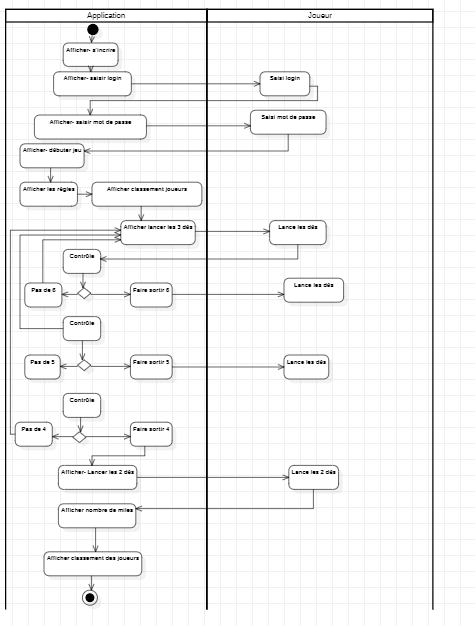 Application
Joueur
Afficher- s'incrire
Afficher- saisir login
Saisi login
Afficher- saisir mot de passe
Saisi mot de passe
Afficher- débuter jeu
Afficher les règles
Afficher classement joueurs
Afficher lancer les 3 dés
Lance les dés
Contrôle
Pas de 6
Faire sortir 6
Lance les dés
Contrôle
Pas de 5
Faire sortir 5
Lance les dés
Contrôle
Pas de 4
Faire sortir 4
Afficher- Lancer les 2 dés
Lance les 2 dés
Afficher nombre de miles
Afficher classement des joueurs